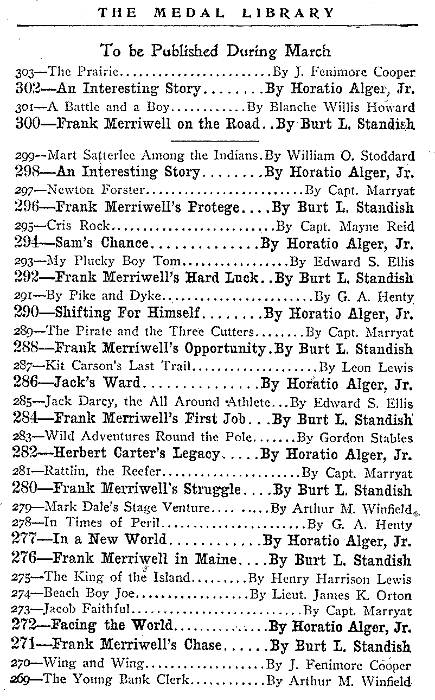 THE MEDAL LIBRARY
To be Published During March
303—The Prairie.......................By J. Fenimore Cooper
302—An Interesting Story........By Horatio Alger, Jr.
301—A Battle and a Boy...........By Blanche Willis Howard
300—Frank Merriwell on the Road..By Burt L. Standish
299—Mart Satterlee Among the Indians.By William O. Stoddard
298—An Interesting Story........By Horatio Alger, Jr.
297—Newton Forster........................By Capt. Marryat
296—Frank Merriwell's Protege....By Burt L. Standish
295—Cris Rock.........................By Capt. Mayne Reid
294—Sam's Chance..............By Horatio Alger, Jr.
293—My Plucky Boy Tom................By Edward S. Ellis
292—Frank Merriwell's Hard Luck..By Burt L. Standish
291—By Pike and Dyke.......................By G. A. Henty
290—Shifting For Himself.........By Horatio Alger, Jr.
289—The Pirate and the Three Cutters........By Capt. Marryat
288—Frank Merriwell's Opportunity.By Burt L. Standish
287—Kit Carson's Last Trail...................By Leon Lewis
286—Jack's Ward...............By Horatio Alger, Jr.
285—Jack Darcy, the All Around Athlete...By Edward S. Ellis
284—Frank Merriwell's First Job...By Burt L. Standish
283—Wild Adventures Round the Pole.......By Gordon Stables
282—Herbert Carter's Legacy.....By Horatio Alger, Jr.
281—Rattlin, the Reefer.....................By Capt. Marryat
280—Frank Merriwell's Struggle....By Burt L. Standish
279—Mark Dale's Stage Venture.........By Arthur M. Winfield
278—In Times of Peril.........................By G. A. Henty
277—In a New World............By Horatio Alger, Jr.
276—Frank Merriwell in Maine....By Burt L. Standish
275—The King of the Island.........By Henry Harrison Lewis
274—Beach Boy Joe.................By Lieut. James K. Orton
273—Jacob Faithful.........................By Capt. Marryat
272—Facing the World.............By Horatio Alger, Jr.
271—Frank Merriwell's Chase......By Burt L. Standish
270—Wing and Wing..................By J. Fenimore Cooper
269—The Young Bank Clerk............By Arthur M. Winfield